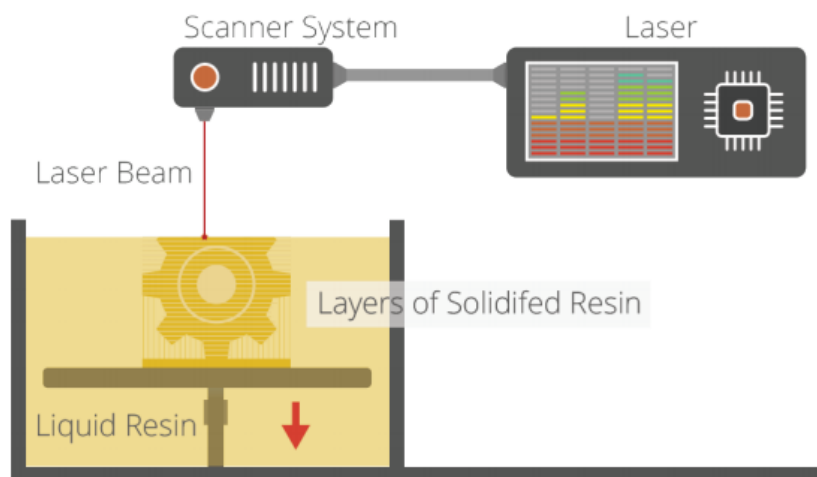 Scanner System
Laser
Laser Beam
Layers of Solidifed Resin
Liquid Resin